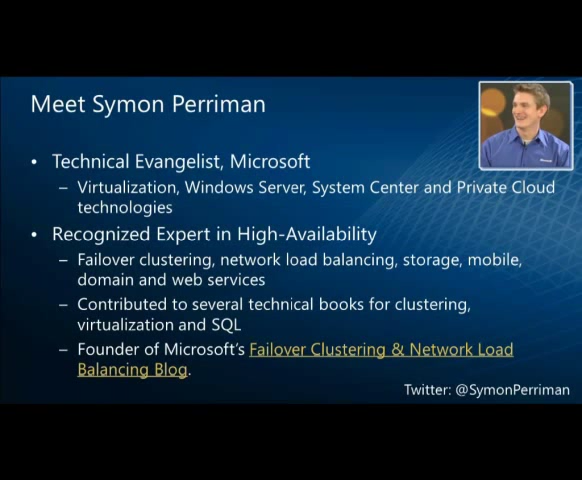 Meet Symon Perriman
• Technical Evangelist, Microsoft
– Virtualization, Windows Server, System Center and Private Cloud
technologies
• Recognized Expert in High-Availability
– Failover clustering, network load balancing, storage, mobile,
domain and web services
– Contributed to several technical books for clustering,
virtualization and SQL
– Founder of Microsoft's Failover Clustering & Network Load
Balancing Blog.
Twitter: @SymonPerriman